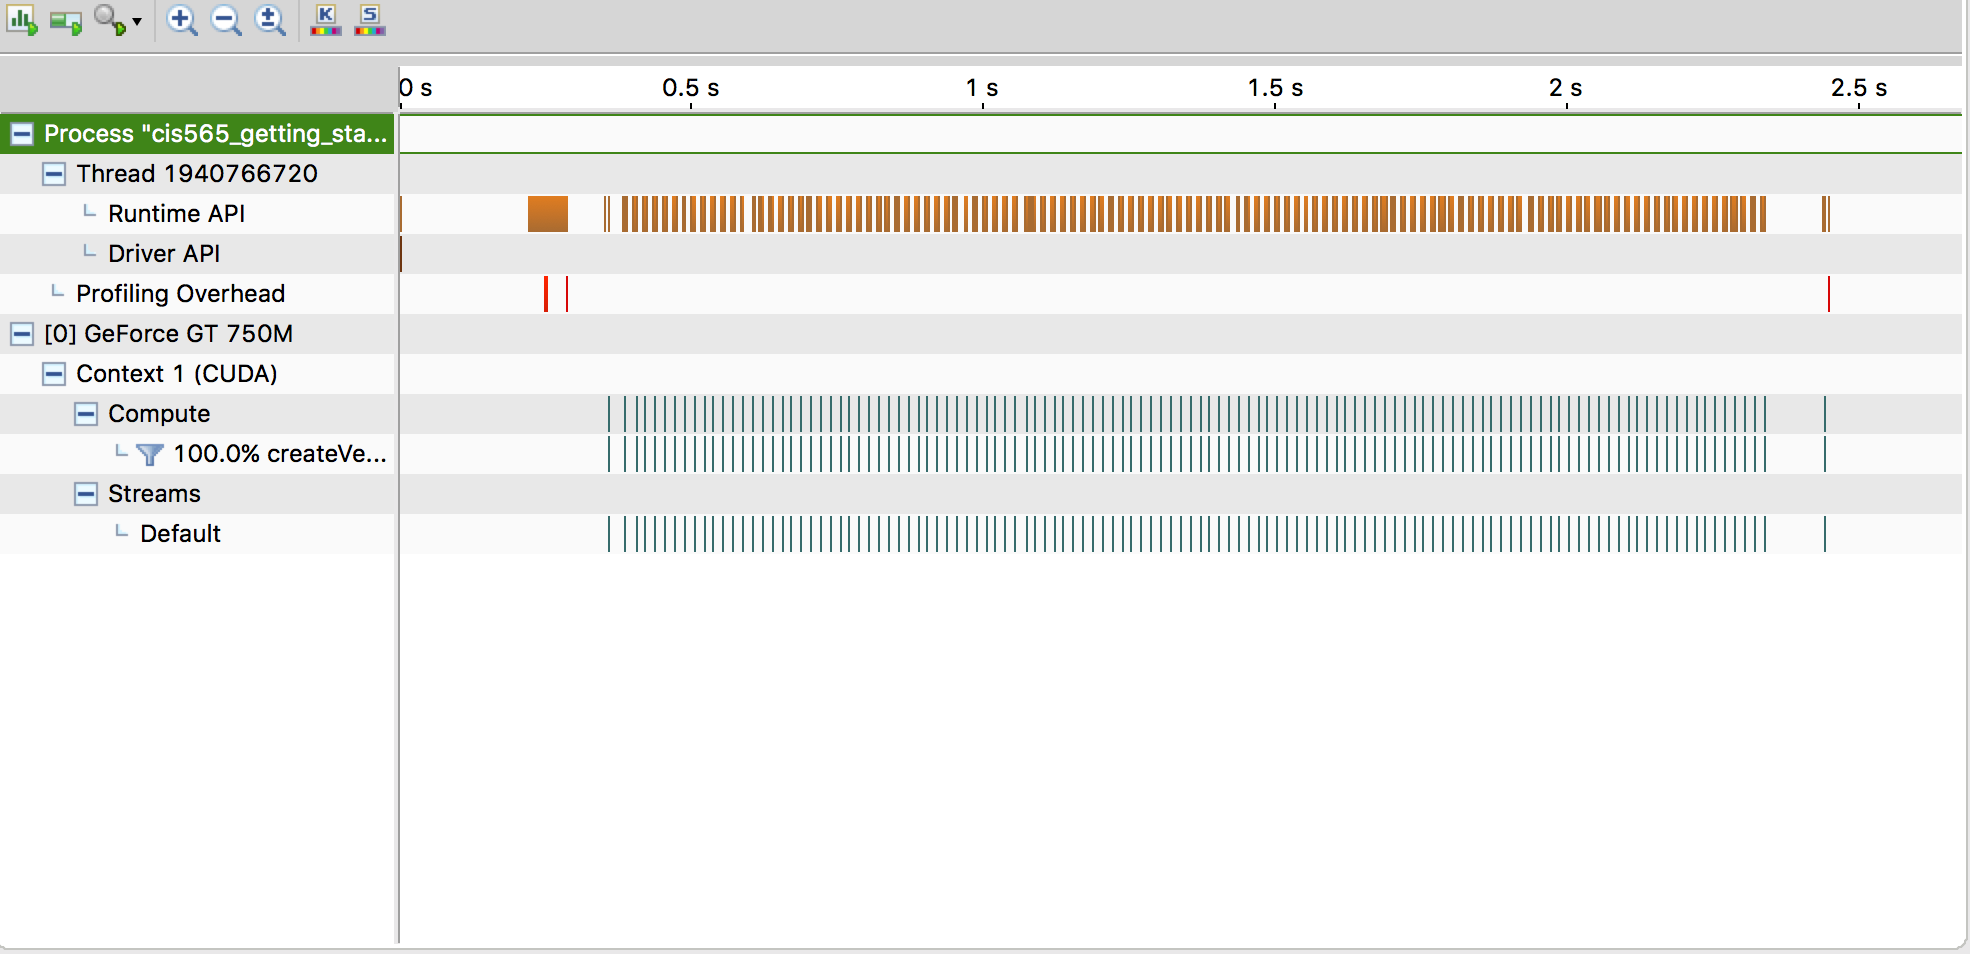 K S
0 s 0.5 s 1 s 1.5 s 2 s 2.5 s
Process "cis565_getting_sta...
Thread 1940766720
Runtime API
Driver API
Profiling Overhead
[0] GeForce GT 750M
Context 1 (CUDA)
Compute
100.0% createVe...
Streams
Default